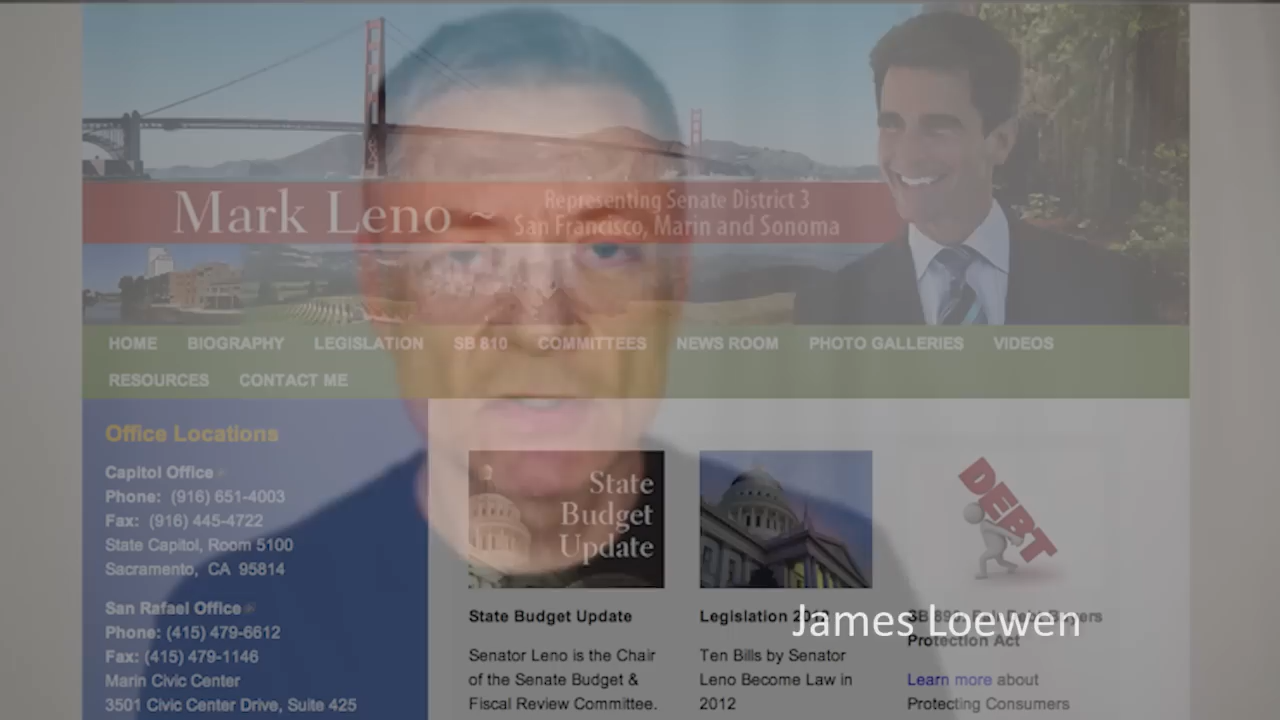 Mark Leno ~
Representing Senate District 3
San Francisco, Marin and Sonoma
HOME BIOGRAPHY LEGISLATION SB 810 COMMITTEES NEWS ROOM PHOTO GALLERIES VIDEOS
RESOURCES CONTACT ME
Office Locations
Capitol Office
Phone: (916) 651-4003
Fax: (916) 445-4722
State Capitol, Room 5100
Sacramento, CA 95814
San Rafael Office
Phone: (415) 479-6612
Fax: (415) 479-1146
Marin Civic Center
3501 Civic Center Drive, Suite 425
State
Budget
Update
State Budget Update
Senator Leno is the Chair
of the Senate Budget &
Fiscal Review Committee.
Legislation 2012
Ten Bills by Senator
Leno Become Law in
2012
DEBT
SB Debt Buyers
Protection Act
Learn more about
Protecting Consumers
James Loewen